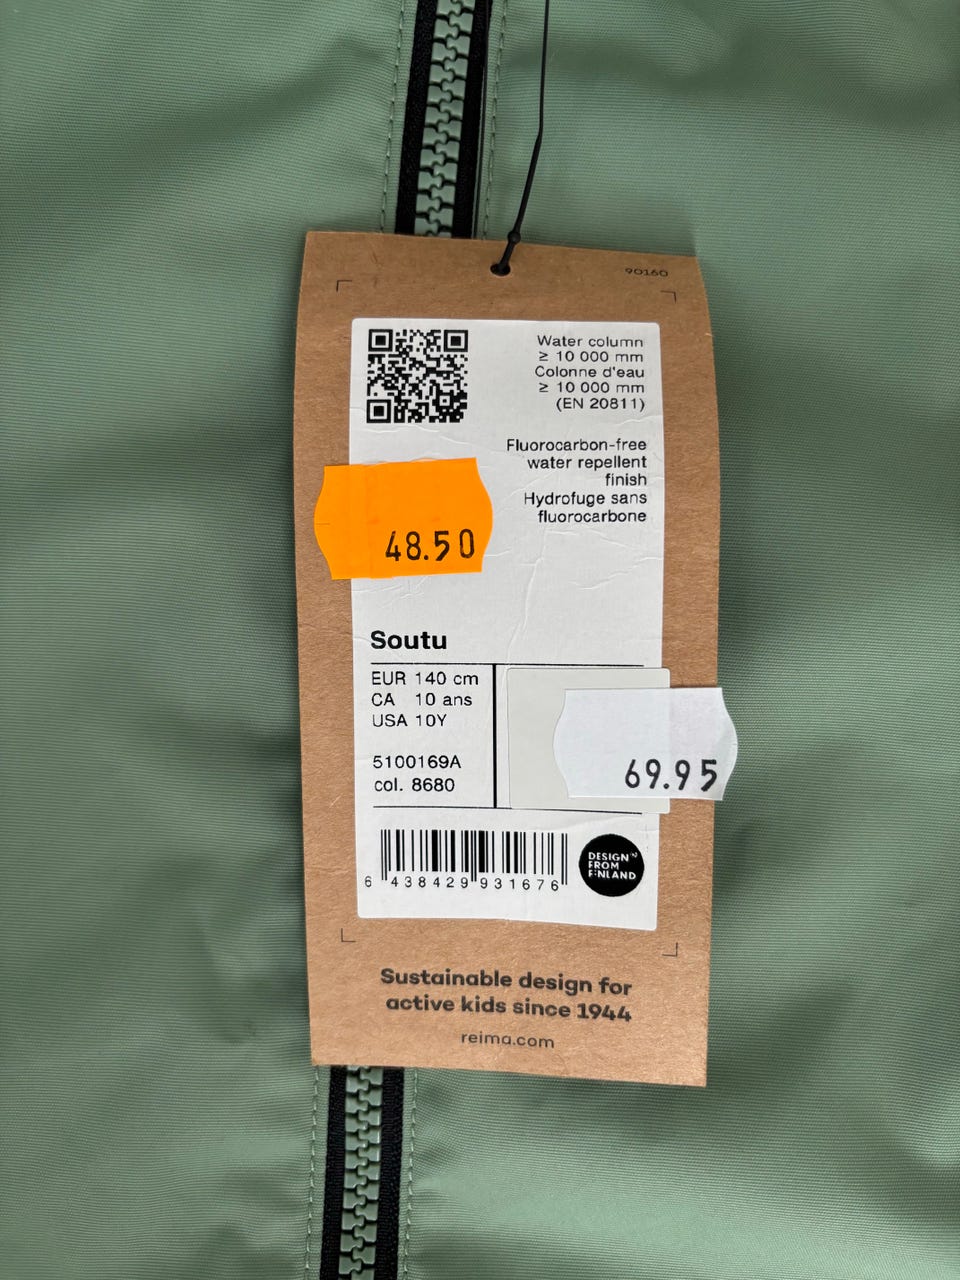 90160
Water column
≥ 10 000 mm
Colonne d'eau
≥ 10 000 mm
(EN 20811)
Fluorocarbon-free
water repellent
finish
Hydrofuge sans
fluorocarbone
48.50
Soutu
EUR 140 cm
CA 10 ans
USA 10Y
5100169A
col. 8680
69.95
6 438429 931676
DESIGN
FROM
FINLAND
Sustainable design for
active kids since 1944
reima.com